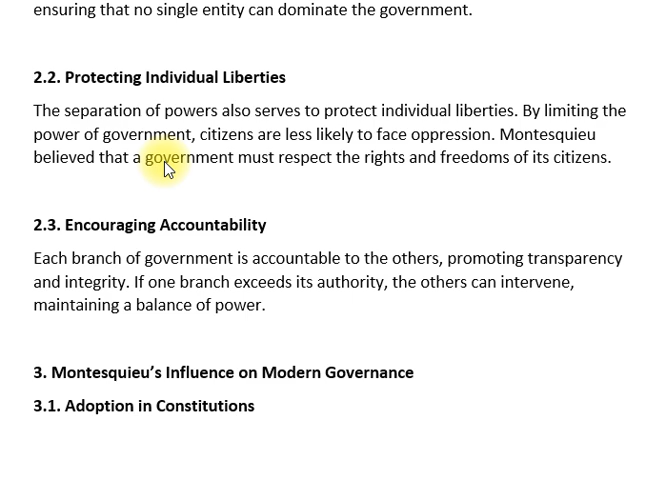 ensuring that no single entity can dominate the government.
2.2. Protecting Individual Liberties
The separation of powers also serves to protect individual liberties. By limiting the
power of government, citizens are less likely to face oppression. Montesquieu
believed that a government must respect the rights and freedoms of its citizens.
2.3. Encouraging Accountability
Each branch of government is accountable to the others, promoting transparency
and integrity. If one branch exceeds its authority, the others can intervene,
maintaining a balance of power.
3. Montesquieu’s Influence on Modern Governance
3.1. Adoption in Constitutions